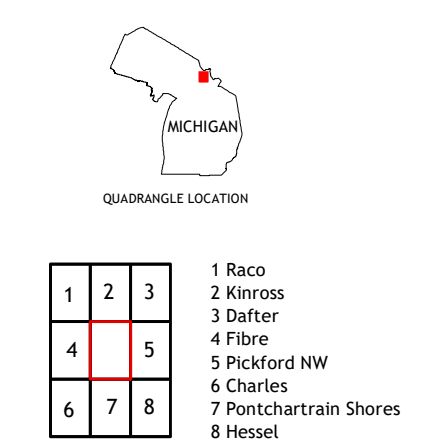 MICHIGAN
QUADRANGLE LOCATION
1 2 3
4 5
6 7 8
1 Raco
2 Kinross
3 Dafter
4 Fibre
5 Pickford NW
6 Charles
7 Pontchartrain Shores
8 Hessel